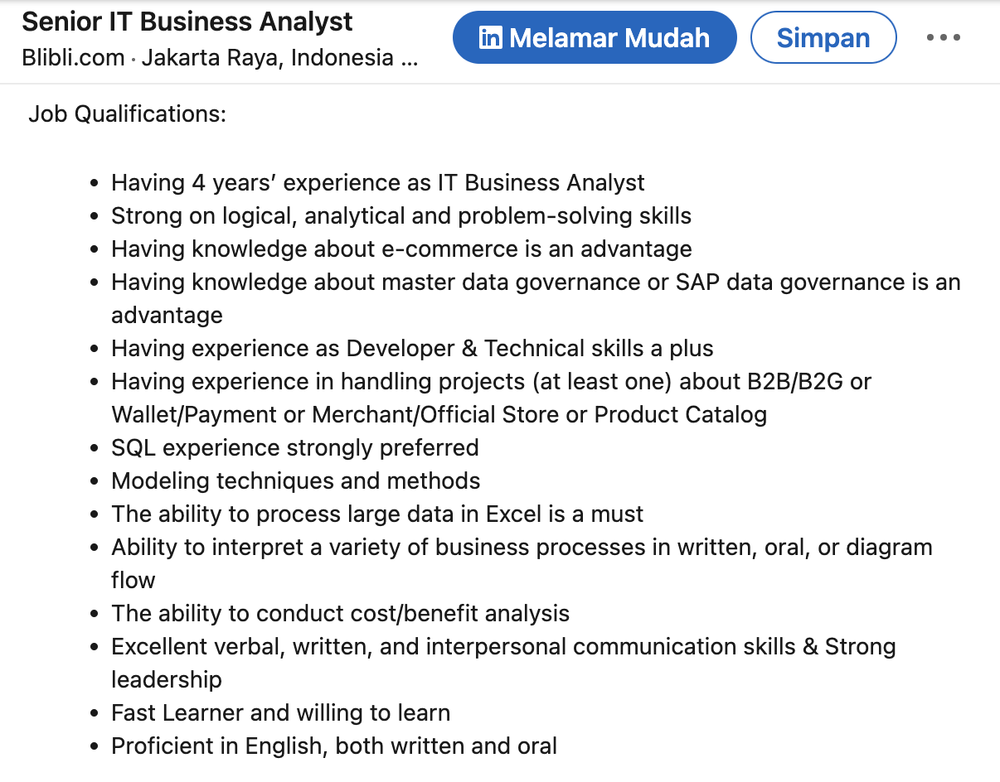 Senior IT Business Analyst
Blibli.com · Jakarta Raya, Indonesia ...
in Melamar Mudah
Simpan
Job Qualifications:
• Having 4 years’ experience as IT Business Analyst
• Strong on logical, analytical and problem-solving skills
• Having knowledge about e-commerce is an advantage
• Having knowledge about master data governance or SAP data governance is an
advantage
• Having experience as Developer & Technical skills a plus
• Having experience in handling projects (at least one) about B2B/B2G or
Wallet/Payment or Merchant/Official Store or Product Catalog
• SQL experience strongly preferred
• Modeling techniques and methods
• The ability to process large data in Excel is a must
• Ability to interpret a variety of business processes in written, oral, or diagram
flow
• The ability to conduct cost/benefit analysis
• Excellent verbal, written, and interpersonal communication skills & Strong
leadership
• Fast Learner and willing to learn
• Proficient in English, both written and oral